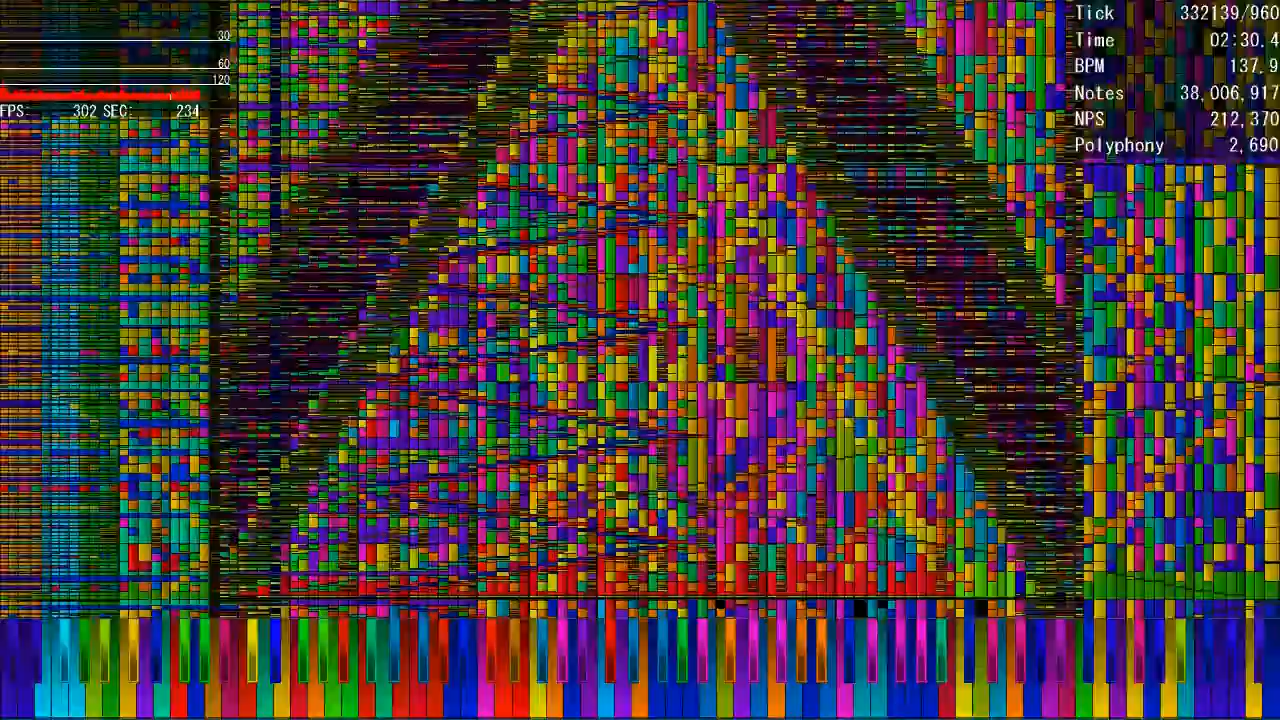 30
60
120
FPS: 302 SEC: 234
Tick 332139/960
Time 02:30.4
BPM 137.9
Notes 38,006,917
NPS 212,370
Polyphony 2,690